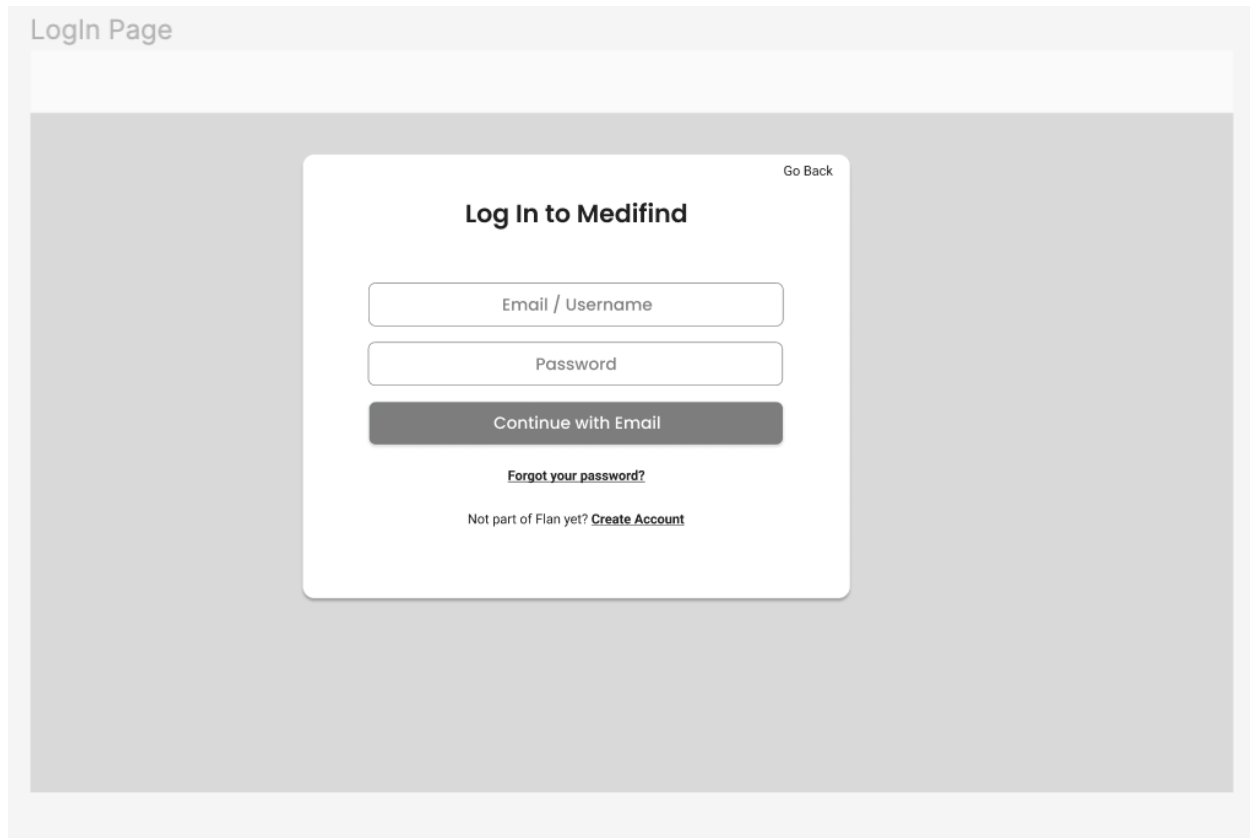 LogIn Page
Go Back
Log In to Medifind
Email / Username
Password
Continue with Email
Forgot your password?
Not part of Flan yet? Create Account